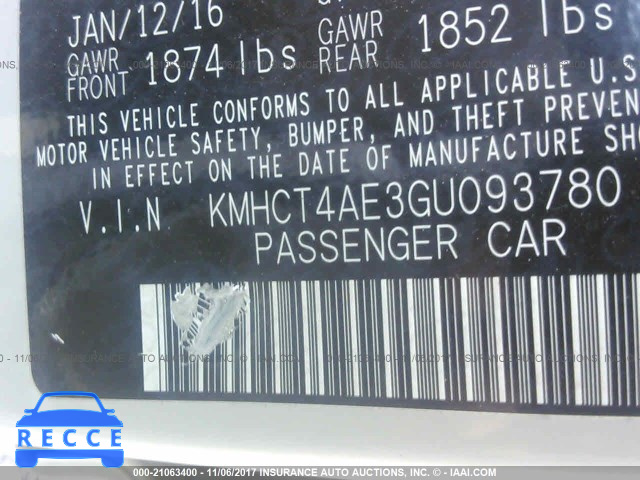 JAN/12/16
GAWR FRONT 1874 lbs GAWR REAR 1852 lbs
THIS VEHICLE CONFORMS TO ALL APPLICABLE U.S
MOTOR VEHICLE SAFETY, BUMPER, AND THEFT PREVEN
IN EFFECT ON THE DATE OF MANUFACTURE SHO
V.I.N KMHCT4AE3GU093780
PASSENGER CAR
RECCE
000-21063400 - 11/06/2017 INSURANCE AUTO AUCTIONS, INC. - © IAAI.COM